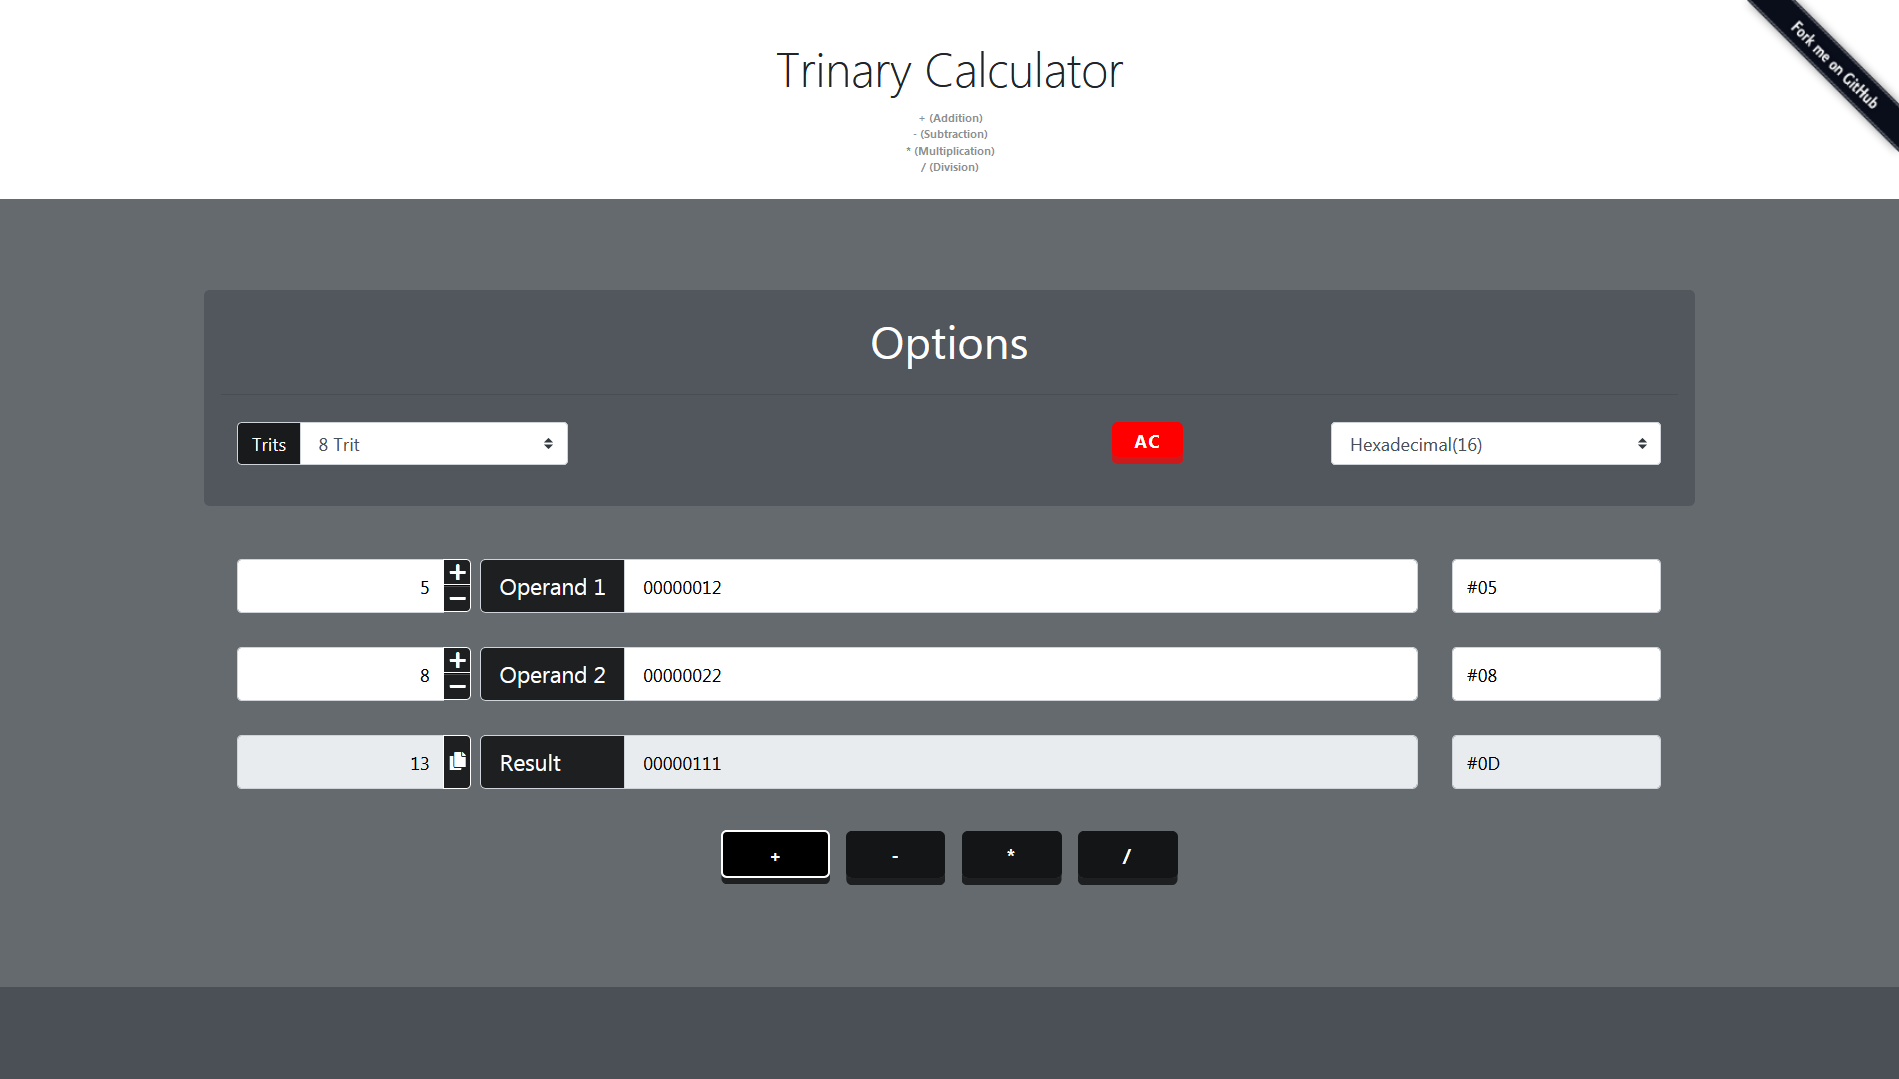 Trinary Calculator
+ (Addition)
- (Subtraction)
* (Multiplication)
/ (Division)
Fork me on GitHub
Options
Trits 8 Trit
AC
Hexadecimal(16)
5 + − Operand 1 00000012 #05
8 + − Operand 2 00000022 #08
13 Result 00000111 #0D
+ - * /